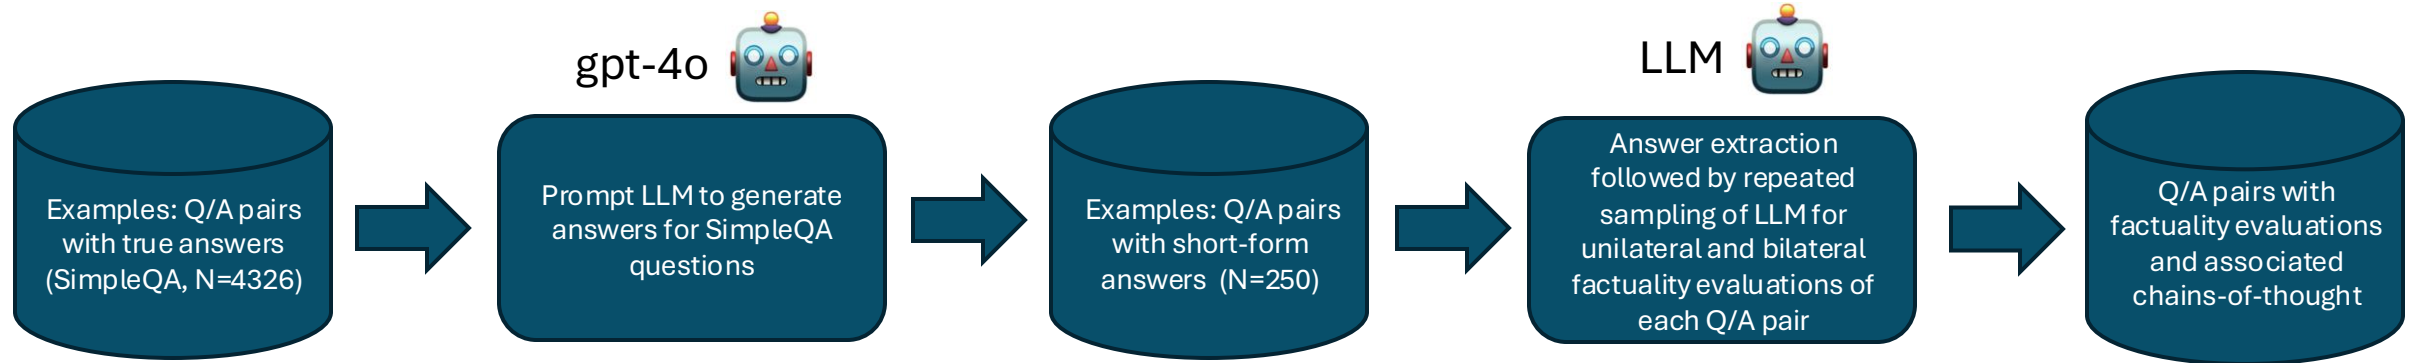 Examples: Q/A pairs
with true answers
(SimpleQA, N=4326)
gpt-4o
Prompt LLM to generate
answers for SimpleQA
questions
Examples: Q/A pairs
with short-form
answers (N=250)
LLM
Answer extraction
followed by repeated
sampling of LLM for
unilateral and bilateral
factuality evaluations of
each Q/A pair
Q/A pairs with
factuality evaluations
and associated
chains-of-thought